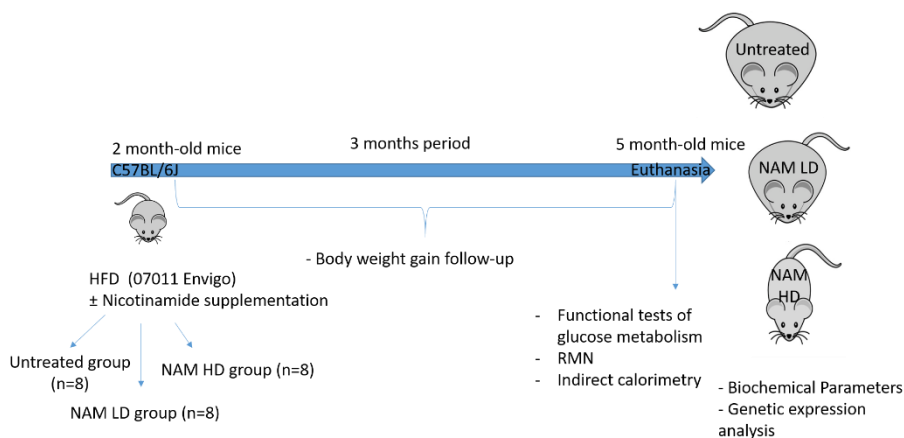 Untreated
2 month-old mice
3 months period
5 month-old mice
C57BL/6J
Euthanasia
NAM LD
- Body weight gain follow-up
HFD (07011 Envigo)
± Nicotinamide supplementation
NAM
HD
Untreated group
(n=8)
NAM HD group (n=8)
NAM LD group (n=8)
- Functional tests of
glucose metabolism
- RMN
- Indirect calorimetry
- Biochemical Parameters
- Genetic expression
analysis